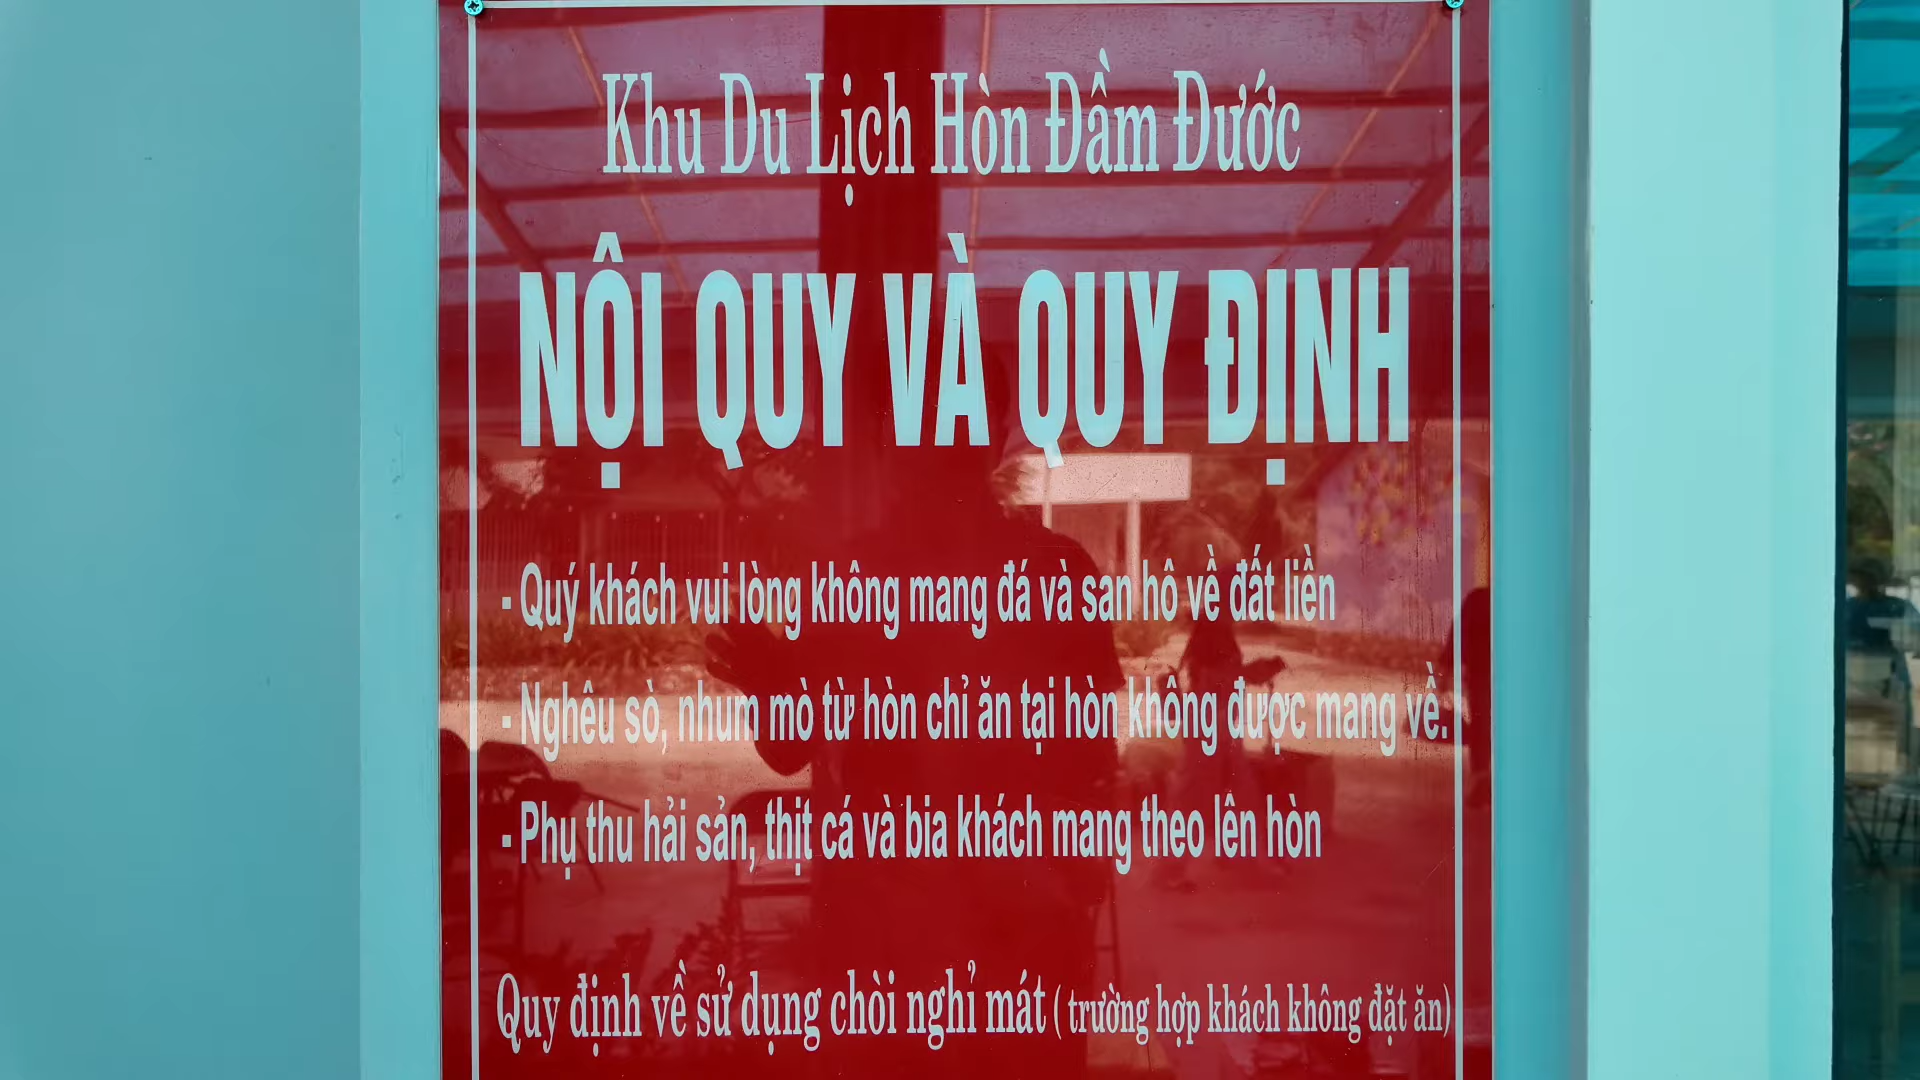 Khu Du Lịch Hòn Đầm Đước
NỘI QUY VÀ QUY ĐỊNH
- Quý khách vui lòng không mang đá và san hô về đất liền
- Nghêu sò, nhum mò từ hòn chỉ ăn tại hòn không được mang về.
- Phụ thu hải sản, thịt cá và bia khách mang theo lên hòn
Quy định về sử dụng chòi nghỉ mát ( trường hợp khách không đặt ăn)